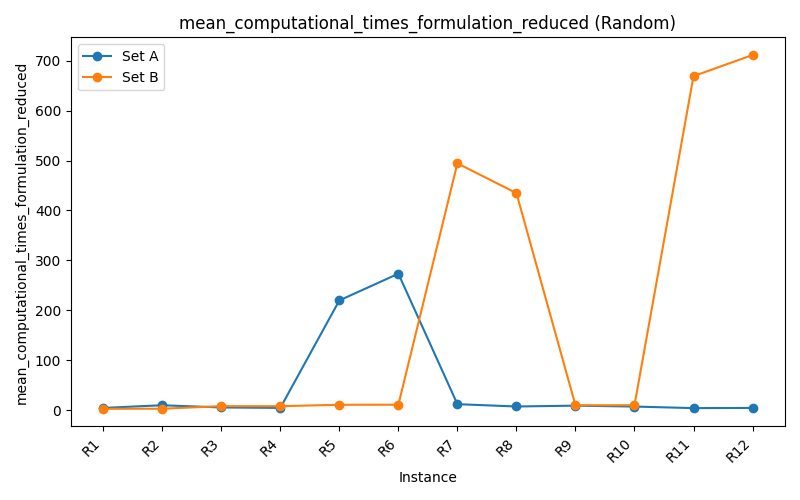 mean_computational_times_formulation_reduced (Random)
Set A
Set B
mean_computational_times_formulation_reduced
700
600
500
400
300
200
100
0
R1
R2
R3
R4
R5
R6
R7
R8
R9
R10
R11
R12
Instance